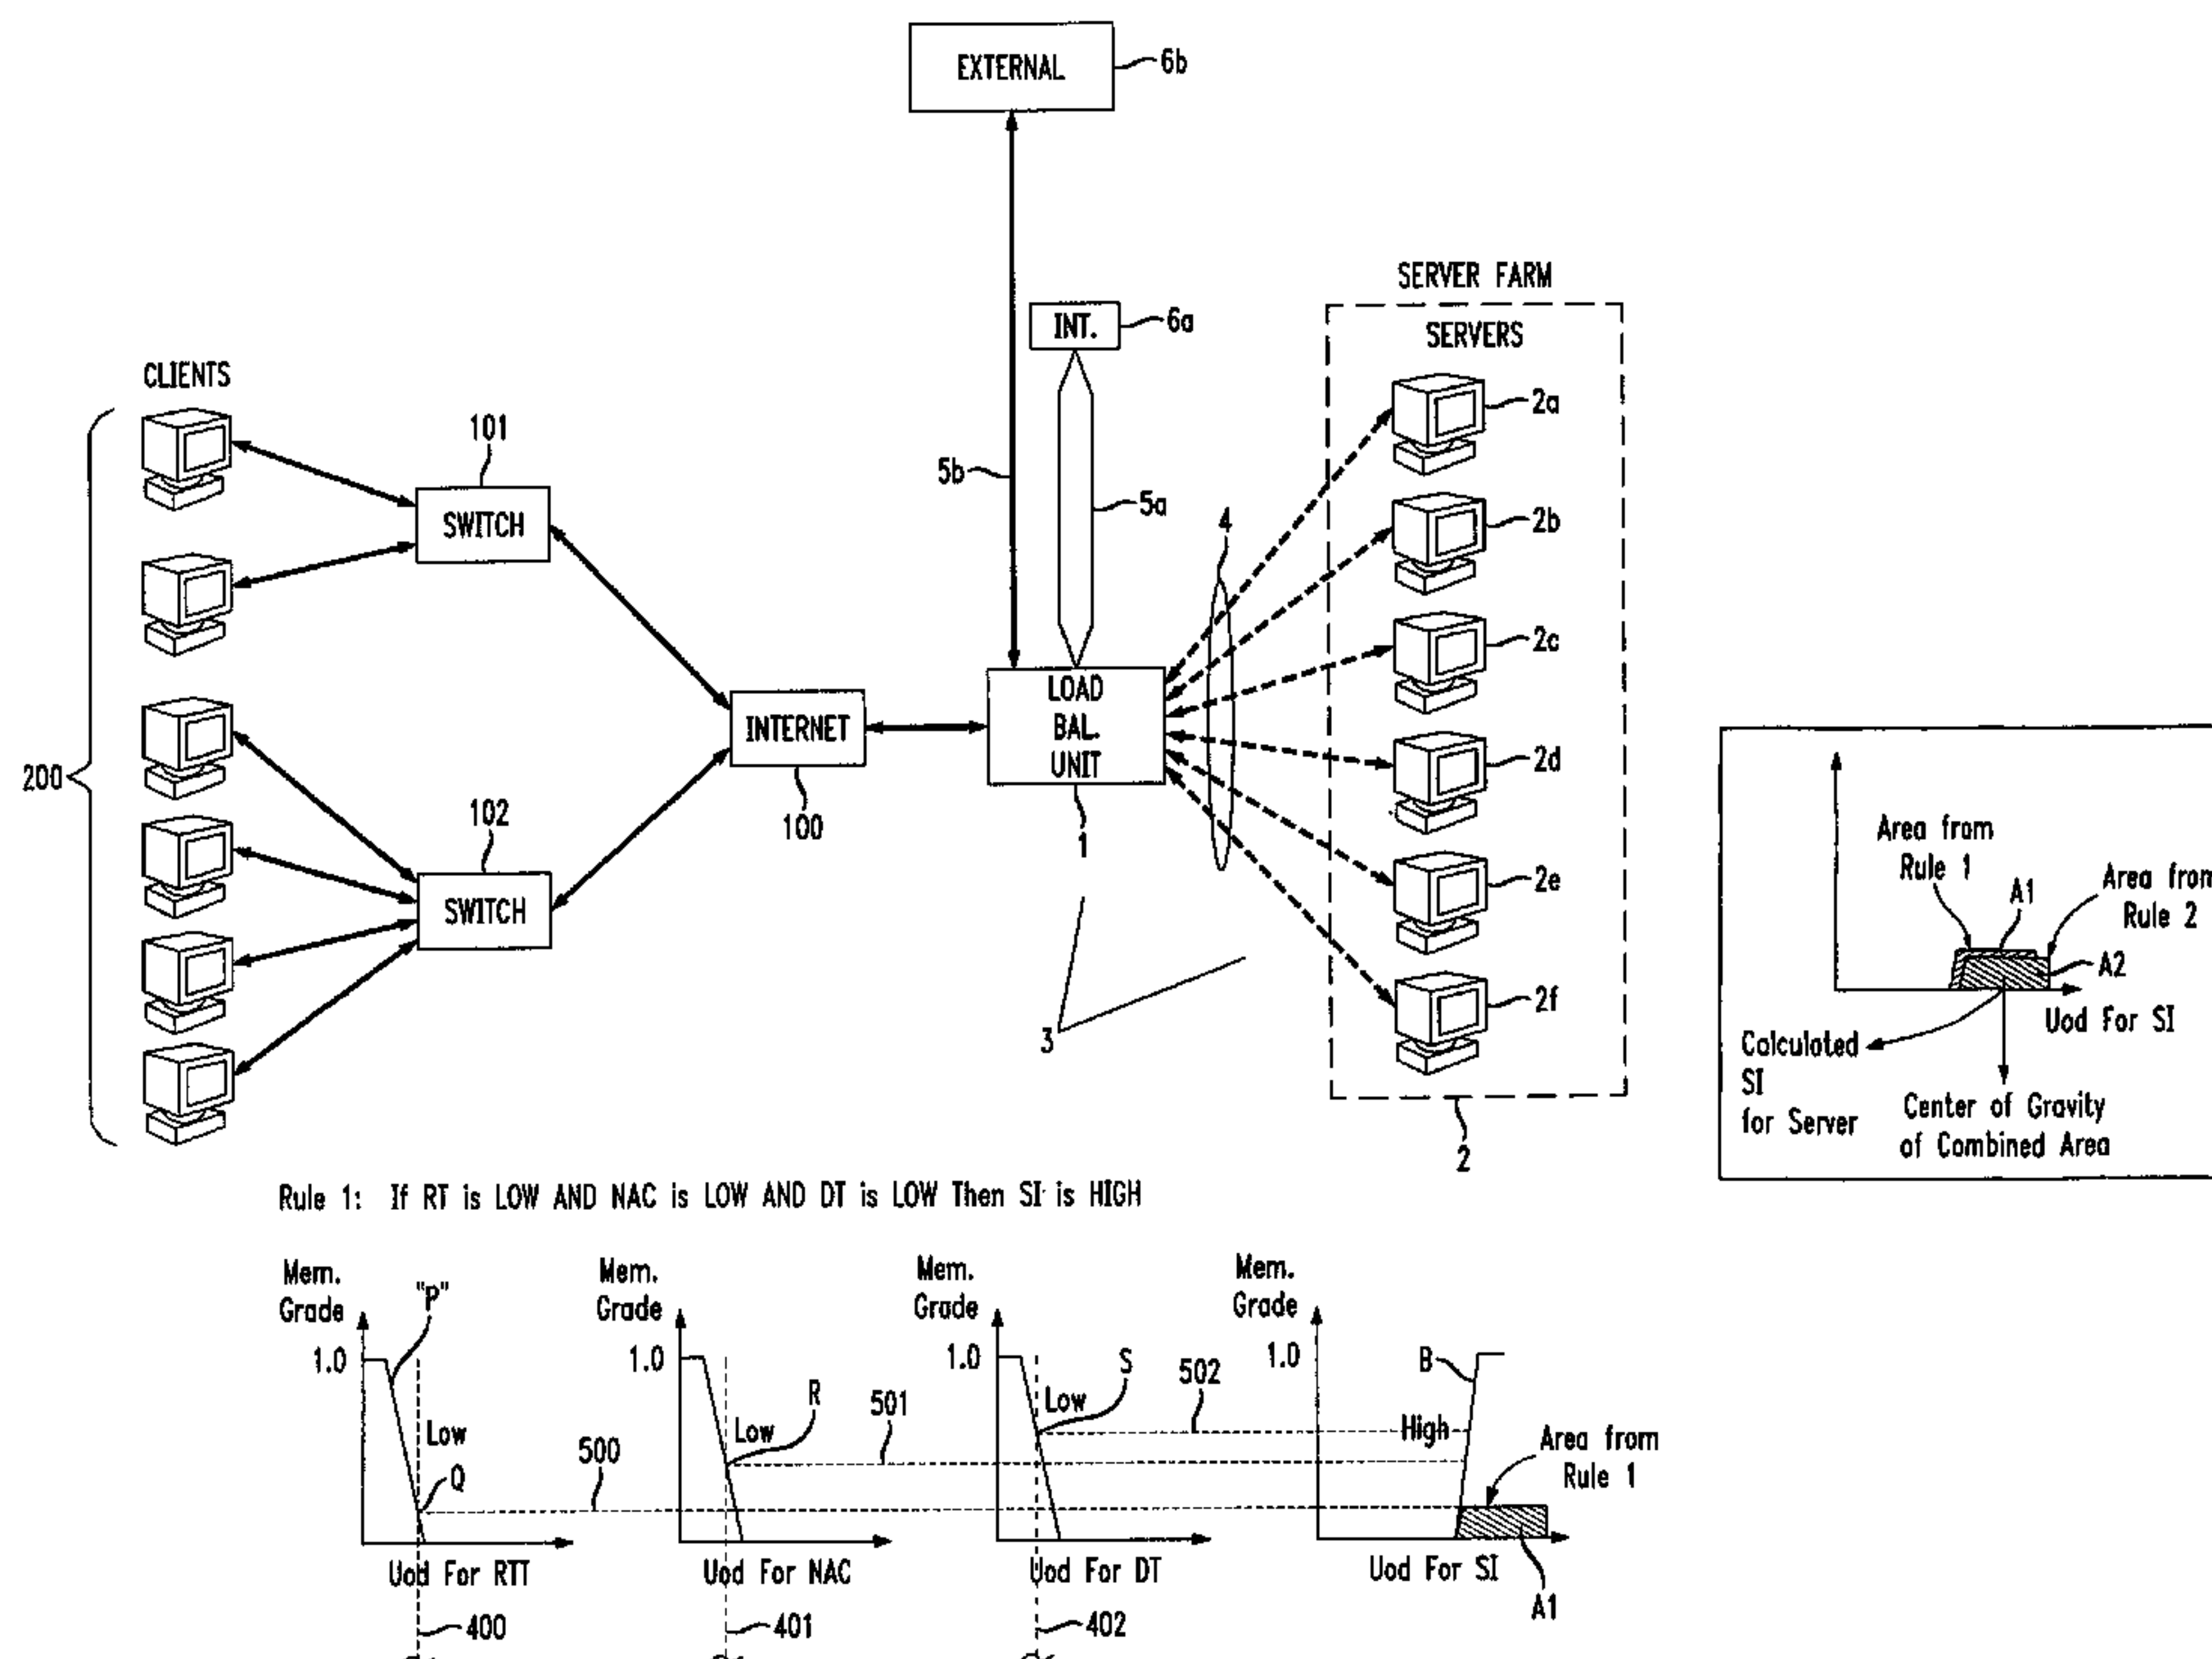 EXTERNAL
6b
SERVER FARM
SERVERS
INT.
6a
CLIENTS
2a
101
5b
5a
4
2b
SWITCH
2c
LOAD
BAL.
UNIT
INTERNET
2d
200
102
100
1
2e
SWITCH
2f
3
2
Area from
Rule 1
A1
Area from
Rule 2
A2
Uod For SI
Calculated
SI
for Server
Center of Gravity
of Combined Area
Rule 1: If RT is LOW AND NAC is LOW AND DT is LOW Then SI is HIGH
Mem.
Grade
"P"
1.0
Low
Q
500
Uod For RTT
400
Mem.
Grade
1.0
Low
R
501
Uod For NAC
401
Mem.
Grade
1.0
Low
S
502
Uod For DT
402
Mem.
Grade
1.0
B
High
Area from
Rule 1
Uod For SI
A1